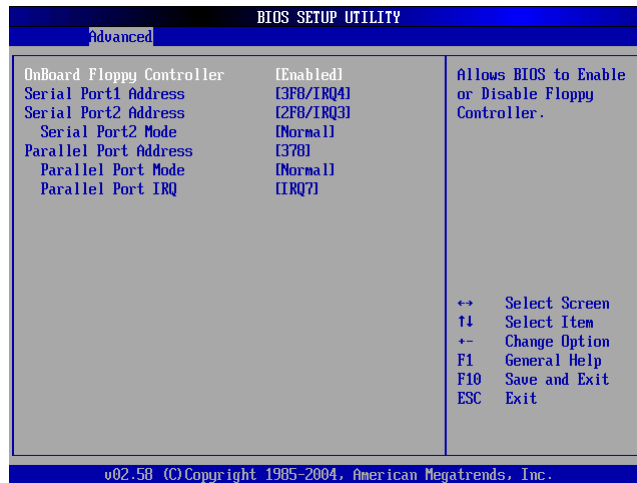 BIOS SETUP UTILITY
Advanced
OnBoard Floppy Controller [Enabled]
Serial Port1 Address [3F8/IRQ4]
Serial Port2 Address [2F8/IRQ3]
Serial Port2 Mode [Normal]
Parallel Port Address [378]
Parallel Port Mode [Normal]
Parallel Port IRQ [IRQ7]
Allows BIOS to Enable
or Disable Floppy
Controller.
↔ Select Screen
↑↓ Select Item
+- Change Option
F1 General Help
F10 Save and Exit
ESC Exit
v02.58 (C)Copyright 1985-2004, American Megatrends, Inc.